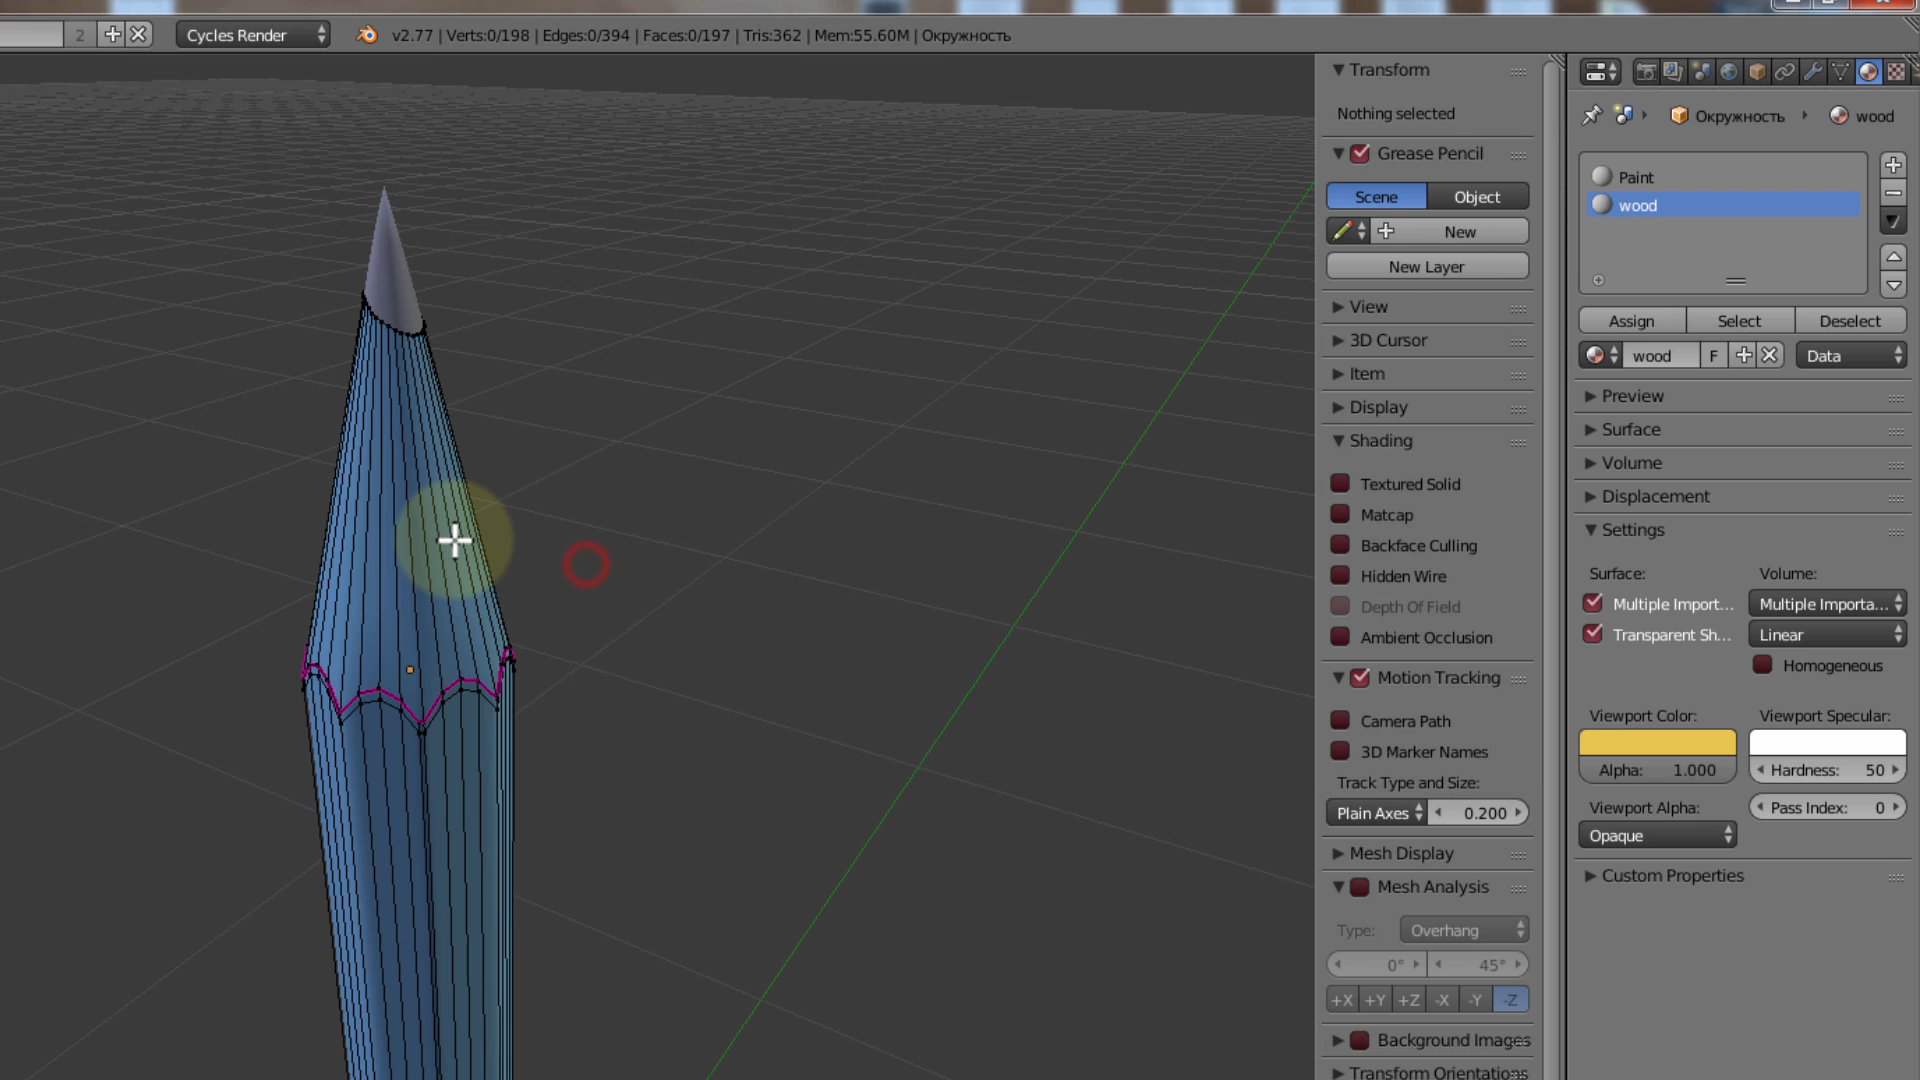 2
Cycles Render
v2.77 | Verts:0/198 | Edges:0/394 | Faces:0/197 | Tris:362 | Mem:55.60M | Окружность
Transform
Nothing selected
Grease Pencil
Scene
Object
New
New Layer
View
3D Cursor
Item
Display
Shading
Textured Solid
Matcap
Backface Culling
Hidden Wire
Depth Of Field
Ambient Occlusion
Motion Tracking
Camera Path
3D Marker Names
Track Type and Size:
Plain Axes
0.200
Mesh Display
Mesh Analysis
Type:
Overhang
0°
45°
+X
+Y
+Z
-X
-Y
-Z
Background Images
Transform Orientations
Окружность
wood
Paint
wood
Assign
Select
Deselect
wood
F
Data
Preview
Surface
Volume
Displacement
Settings
Surface:
Volume:
Multiple Import...
Multiple Importa...
Transparent Sh...
Linear
Homogeneous
Viewport Color:
Viewport Specular:
Alpha: 1.000
Hardness: 50
Viewport Alpha:
Pass Index: 0
Opaque
Custom Properties